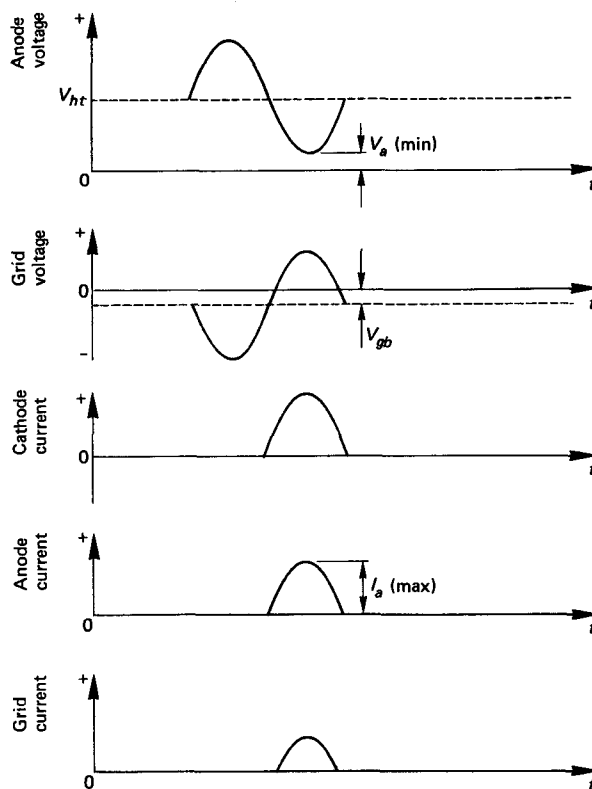 Anode
voltage
+
V_ht
V_a (min)
0
t
Grid
voltage
+
0
−
V_gb
Cathode
current
+
0
t
Anode
current
+
I_a (max)
0
t
Grid
current
+
0
t